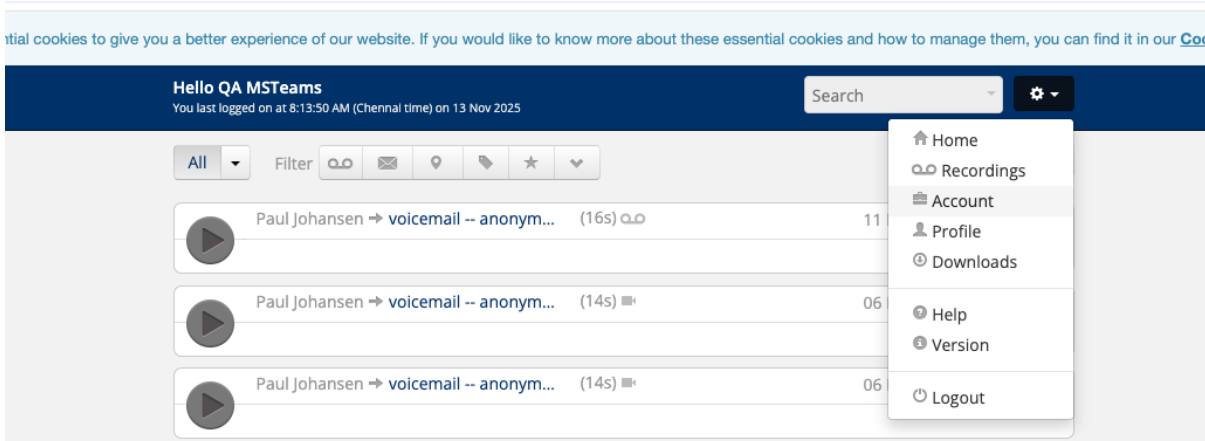 ntial cookies to give you a better experience of our website. If you would like to know more about these essential cookies and how to manage them, you can find it in our Coo
Hello QA MSTeams
You last logged on at 8:13:50 AM (Chennai time) on 13 Nov 2025
Search
Home
Recordings
Account
Profile
Downloads
Help
Version
Logout
All
Filter
Paul Johansen → voicemail -- anonym... (16s) 11
Paul Johansen → voicemail -- anonym... (14s) 06
Paul Johansen → voicemail -- anonym... (14s) 06